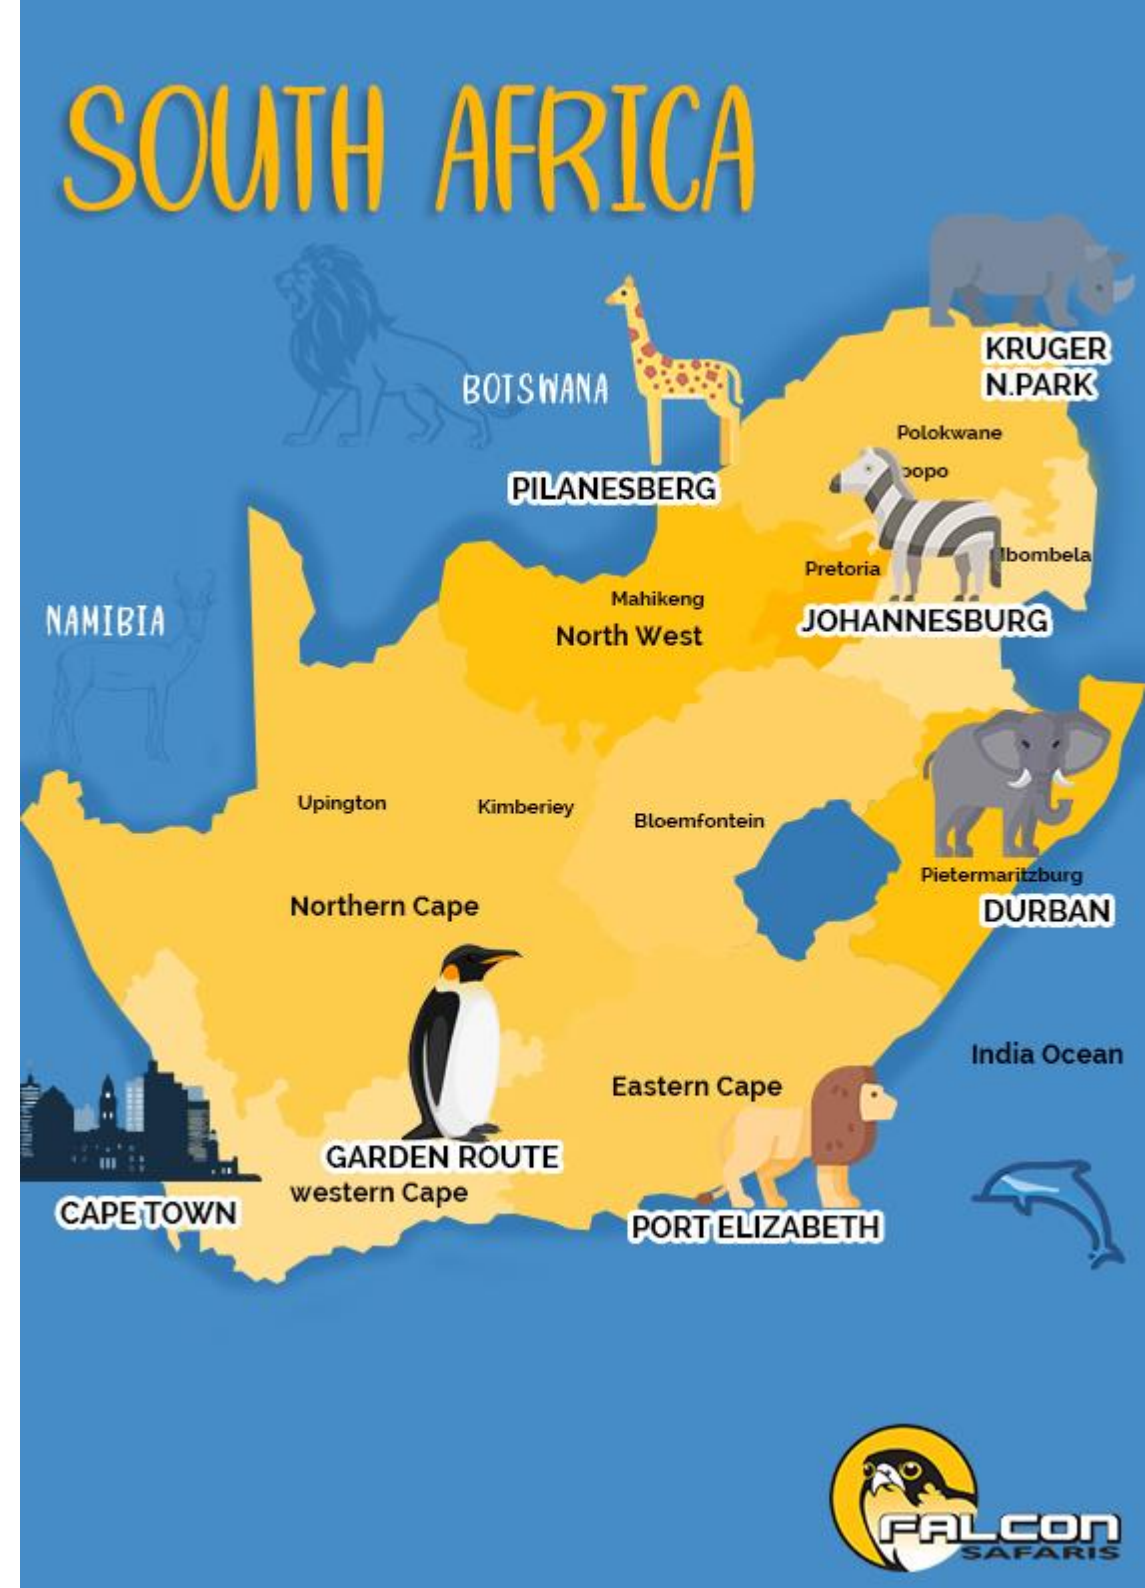 SOUTH AFRICA
KRUGER
N.PARK
BOTSWANA
Polokwane
PILANESBERG
Mbombela
Pretoria
Mahikeng
JOHANNESBURG
NAMIBIA
North West
Upington
Kimberiey
Bloemfontein
Pietermaritzburg
Northern Cape
DURBAN
India Ocean
Eastern Cape
GARDEN ROUTE
western Cape
CAPE TOWN
PORT ELIZABETH
FALCON
SAFARIS